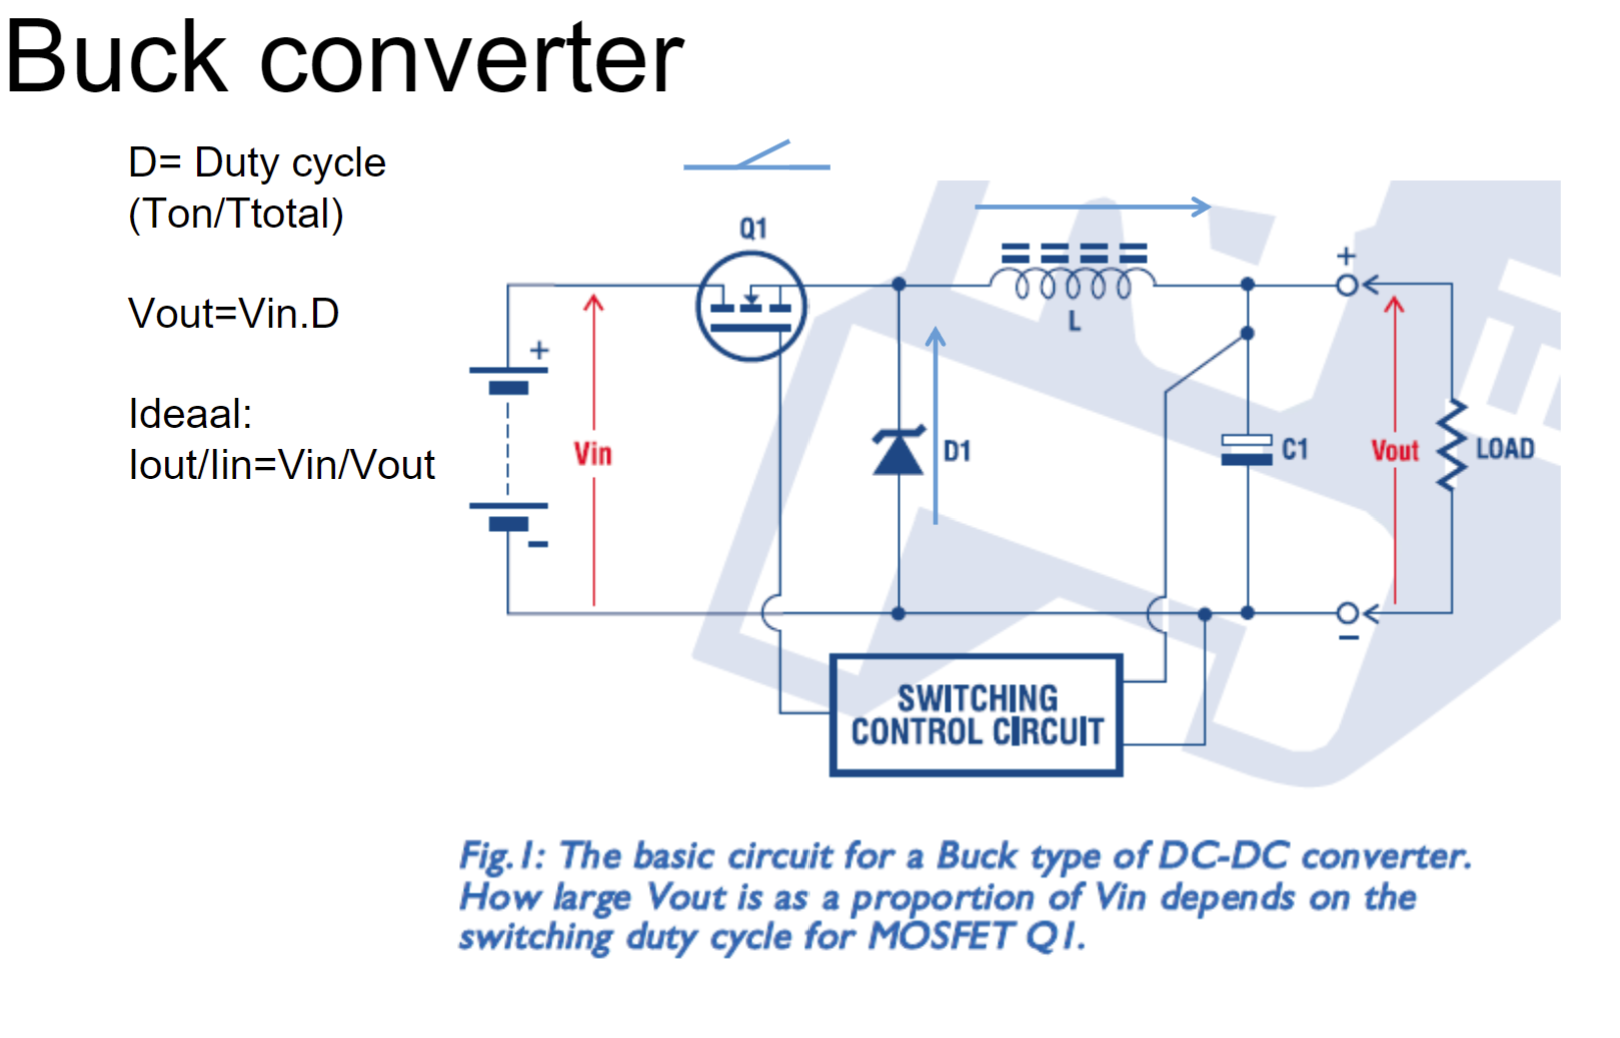 Buck converter
D= Duty cycle
(Ton/Ttotal)
Vout=Vin.D
Ideaal:
Iout/Iin=Vin/Vout
Q1
L
+
+
Vin
D1
C1
Vout
LOAD
−
−
SWITCHING
CONTROL CIRCUIT
Fig.1: The basic circuit for a Buck type of DC-DC converter.
How large Vout is as a proportion of Vin depends on the
switching duty cycle for MOSFET Q1.